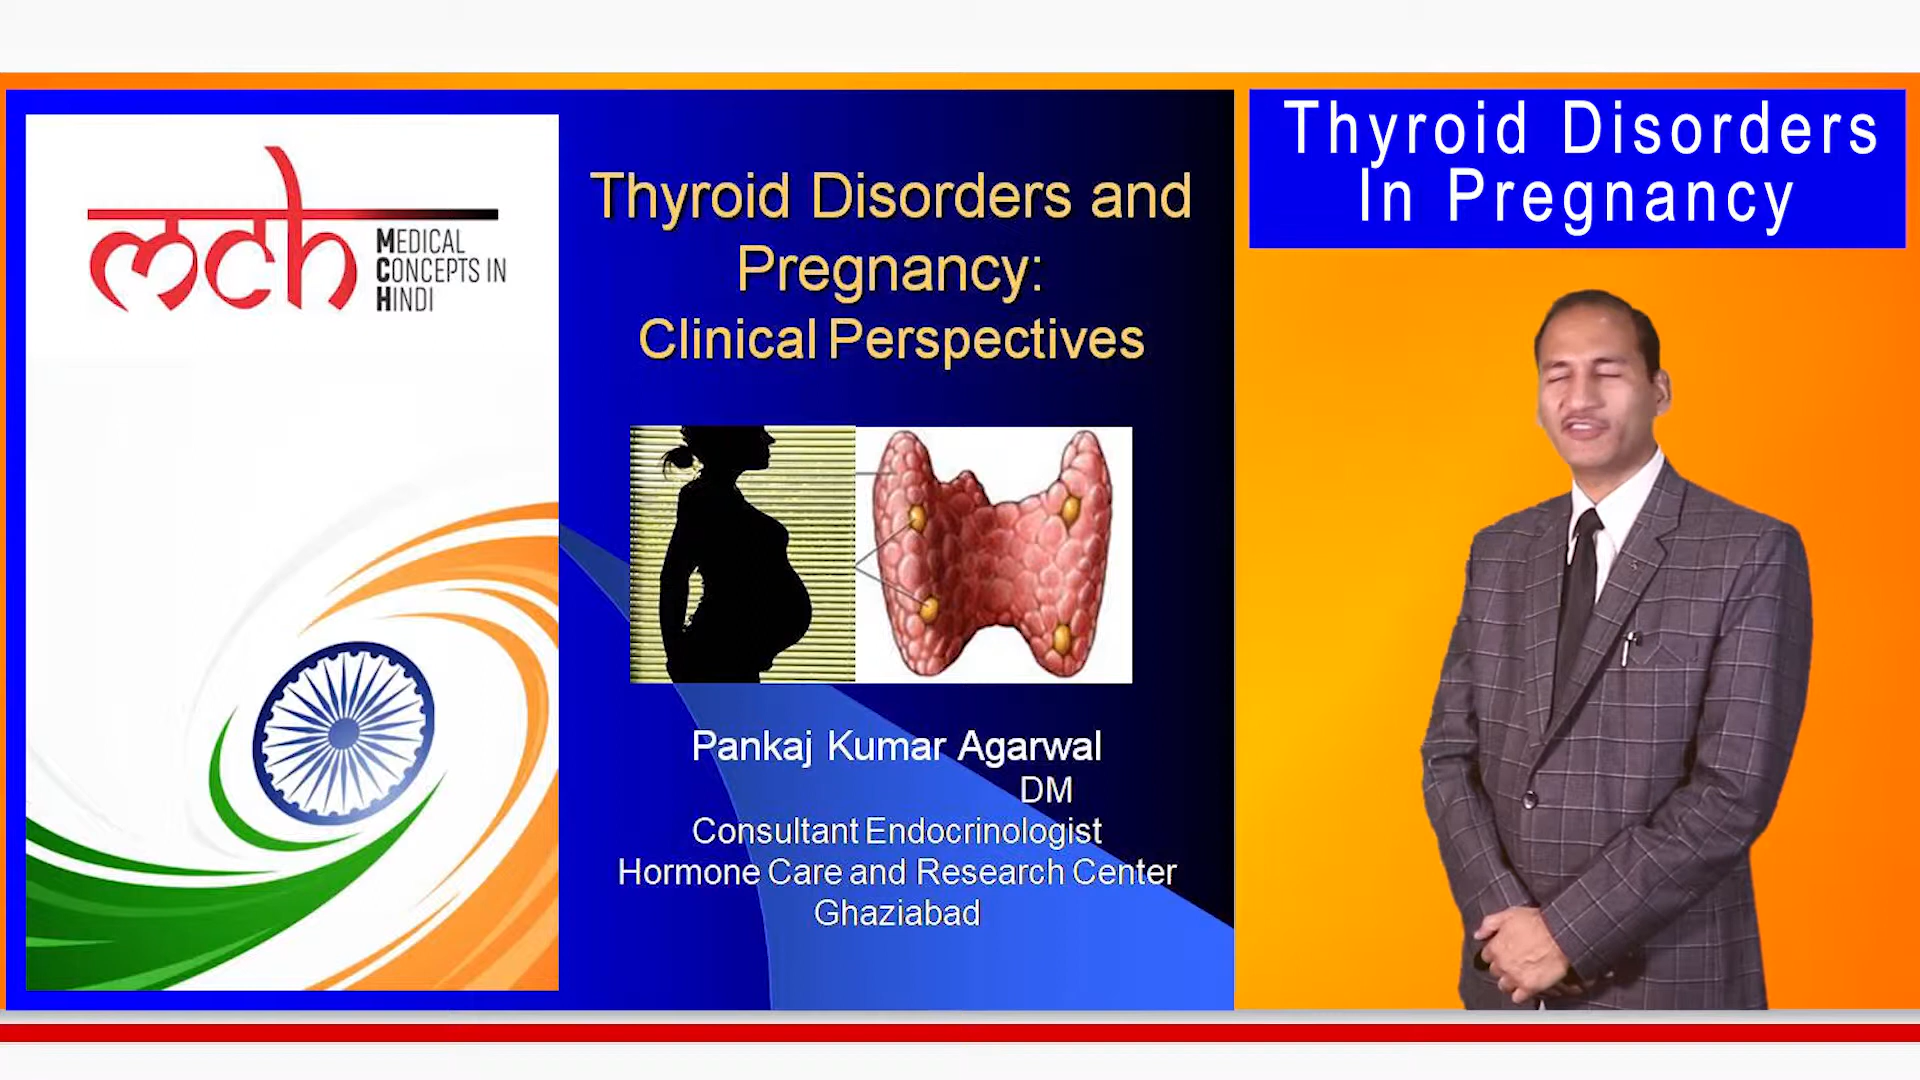 mch
MEDICAL
CONCEPTS IN
HINDI
Thyroid Disorders and
Pregnancy:
Clinical Perspectives
Pankaj Kumar Agarwal
DM
Consultant Endocrinologist
Hormone Care and Research Center
Ghaziabad
Thyroid Disorders
In Pregnancy